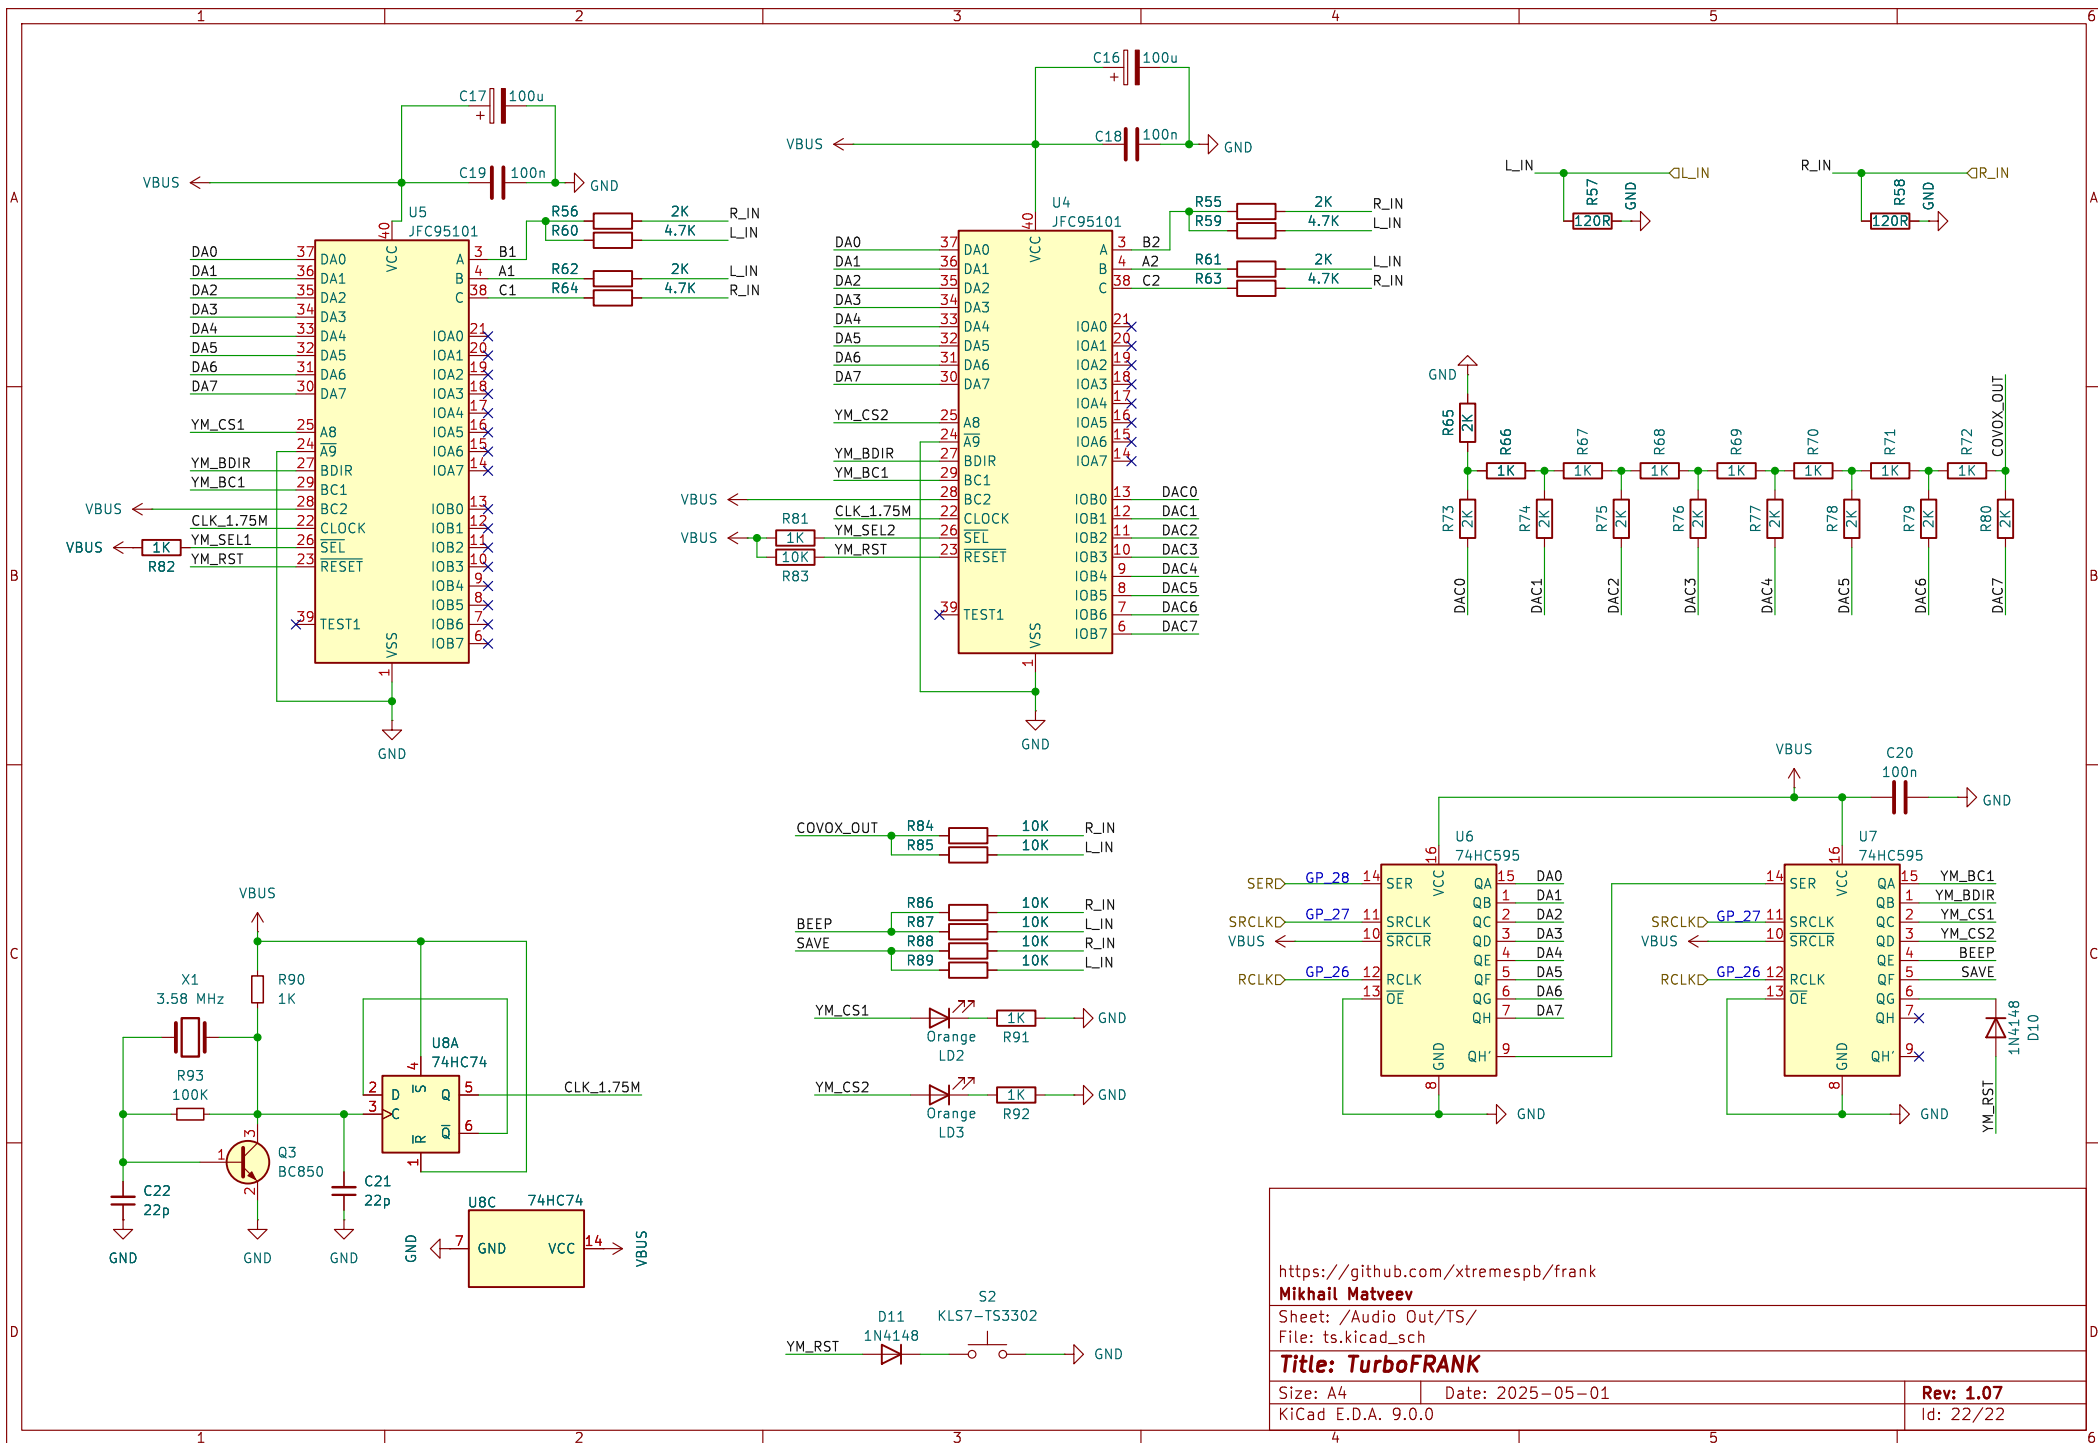 1 2 3 4 5 6
A
B
C
D
A
B
C
D
C17 100u
C19 100n
VBUS
GND
U5
JFC95101
40
VCC
R56 2K R_IN
R60 4.7K L_IN
DA0 37 DA0 A 3 B1
DA1 36 DA1 B 4 A1 R62 2K L_IN
DA2 35 DA2 C 38 C1 R64 4.7K R_IN
DA3 34 DA3
DA4 33 DA4 IOA0 21
DA5 32 DA5 IOA1 20
DA6 31 DA6 IOA2 19
DA7 30 DA7 IOA3 18
IOA4 17
YM_CS1 25 A8 IOA5 16
24 A9 IOA6 15
YM_BDIR 27 BDIR IOA7 14
YM_BC1 29 BC1
VBUS 28 BC2 IOB0 13
CLK_1.75M 22 CLOCK IOB1 12
VBUS 1K YM_SEL1 26 SEL IOB2 11
R82
YM_RST 23 RESET IOB3 10
IOB4 9
IOB5 8
39 TEST1 IOB6 7
IOB7 6
VSS
1
GND
C16 100u
C18 100n
VBUS
GND
U4
JFC95101
40
VCC
R55 2K R_IN
R59 4.7K L_IN
DA0 37 DA0 A 3 B2
DA1 36 DA1 B 4 A2 R61 2K L_IN
DA2 35 DA2 C 38 C2 R63 4.7K R_IN
DA3 34 DA3
DA4 33 DA4 IOA0 21
DA5 32 DA5 IOA1 20
DA6 31 DA6 IOA2 19
DA7 30 DA7 IOA3 18
IOA4 17
YM_CS2 25 A8 IOA5 16
24 A9 IOA6 15
YM_BDIR 27 BDIR IOA7 14
YM_BC1 29 BC1
VBUS 28 BC2 IOB0 13 DAC0
CLK_1.75M 22 CLOCK IOB1 12 DAC1
R81
VBUS 1K YM_SEL2 26 SEL IOB2 11 DAC2
10K YM_RST 23 RESET IOB3 10 DAC3
R83
IOB4 9 DAC4
IOB5 8 DAC5
39 TEST1 IOB6 7 DAC6
IOB7 6 DAC7
VSS
1
GND
L_IN R57 120R GND L_IN
R_IN R58 120R GND R_IN
GND
R65 2K
R66 R67 R68 R69 R70 R71 R72
1K 1K 1K 1K 1K 1K 1K
COVOX_OUT
R73 2K R74 2K R75 2K R76 2K R77 2K R78 2K R79 2K R80 2K
DAC0 DAC1 DAC2 DAC3 DAC4 DAC5 DAC6 DAC7
COVOX_OUT R84 10K R_IN
R85 10K L_IN
R86 10K R_IN
BEEP R87 10K L_IN
SAVE R88 10K R_IN
R89 10K L_IN
YM_CS1 1K GND
Orange R91
LD2
YM_CS2 1K GND
Orange R92
LD3
VBUS
C20
100n
GND
U6
74HC595
16
VCC
SER GP_28 14 SER QA 15 DA0
QB 1 DA1
SRCLK GP_27 11 SRCLK QC 2 DA2
VBUS 10 SRCLR QD 3 DA3
QE 4 DA4
RCLK GP_26 12 RCLK QF 5 DA5
13 OE QG 6 DA6
QH 7 DA7
QH' 9
GND
8
GND
U7
74HC595
16
VCC
14 SER QA 15 YM_BC1
QB 1 YM_BDIR
SRCLK GP_27 11 SRCLK QC 2 YM_CS1
VBUS 10 SRCLR QD 3 YM_CS2
QE 4 BEEP
RCLK GP_26 12 RCLK QF 5 SAVE
13 OE QG 6
QH 7
QH' 9
GND
8
GND
1N4148
D10
YM_RST
VBUS
X1
3.58 MHz
R90
1K
R93
100K
U8A
74HC74
4
S
2 D Q 5 CLK_1.75M
3 C
Q 6
R
1
3
1
2
Q3
BC850
C22
22p
C21
22p
GND
GND
GND
U8C 74HC74
GND 7 GND VCC 14 VBUS
S2
KLS7-TS3302
D11
1N4148
YM_RST
GND
https://github.com/xtremespb/frank
Mikhail Matveev
Sheet: /Audio Out/TS/
File: ts.kicad_sch
Title: TurboFRANK
Size: A4 Date: 2025-05-01 Rev: 1.07
KiCad E.D.A. 9.0.0 Id: 22/22
1 2 3 4 5 6